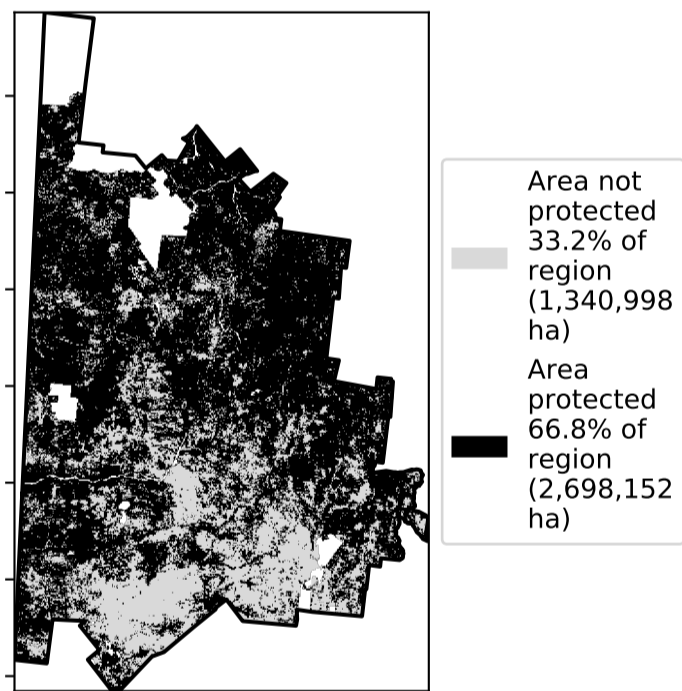 Area not
protected
33.2% of
region
(1,340,998
ha)
Area
protected
66.8% of
region
(2,698,152
ha)